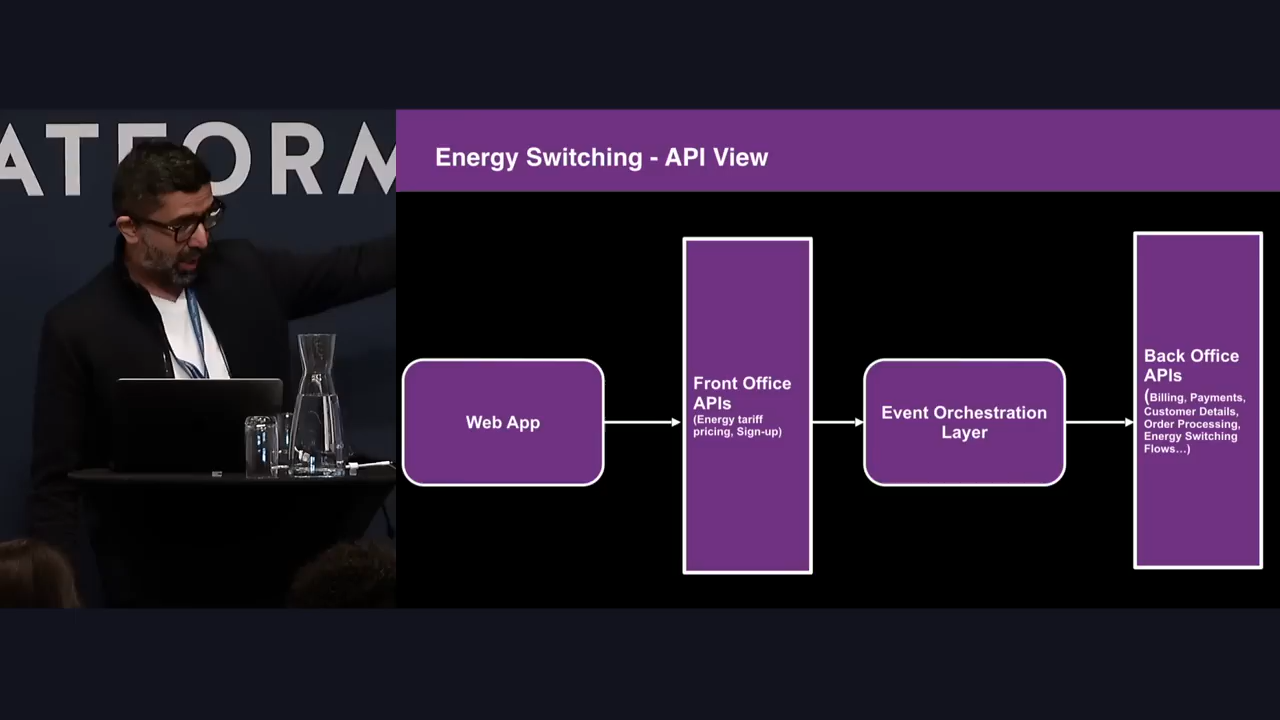 ATFORM
Energy Switching - API View
Web App
Front Office
APIs
(Energy tariff
pricing, Sign-up)
Event Orchestration
Layer
Back Office
APIs
(Billing, Payments,
Customer Details,
Order Processing,
Energy Switching
Flows...)